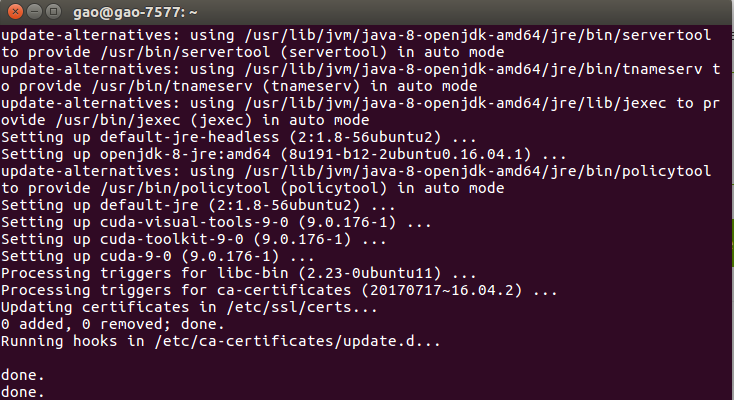 gao@gao-7577: ~
update-alternatives: using /usr/lib/jvm/java-8-openjdk-amd64/jre/bin/servertool
to provide /usr/bin/servertool (servertool) in auto mode
update-alternatives: using /usr/lib/jvm/java-8-openjdk-amd64/jre/bin/tnameserv t
o provide /usr/bin/tnameserv (tnameserv) in auto mode
update-alternatives: using /usr/lib/jvm/java-8-openjdk-amd64/jre/lib/jexec to pr
ovide /usr/bin/jexec (jexec) in auto mode
Setting up default-jre-headless (2:1.8-56ubuntu2) ...
Setting up openjdk-8-jre:amd64 (8u191-b12-2ubuntu0.16.04.1) ...
update-alternatives: using /usr/lib/jvm/java-8-openjdk-amd64/jre/bin/policytool
to provide /usr/bin/policytool (policytool) in auto mode
Setting up default-jre (2:1.8-56ubuntu2) ...
Setting up cuda-visual-tools-9-0 (9.0.176-1) ...
Setting up cuda-toolkit-9-0 (9.0.176-1) ...
Setting up cuda-9-0 (9.0.176-1) ...
Processing triggers for libc-bin (2.23-0ubuntu11) ...
Processing triggers for ca-certificates (20170717~16.04.2) ...
Updating certificates in /etc/ssl/certs...
0 added, 0 removed; done.
Running hooks in /etc/ca-certificates/update.d...
done.
done.